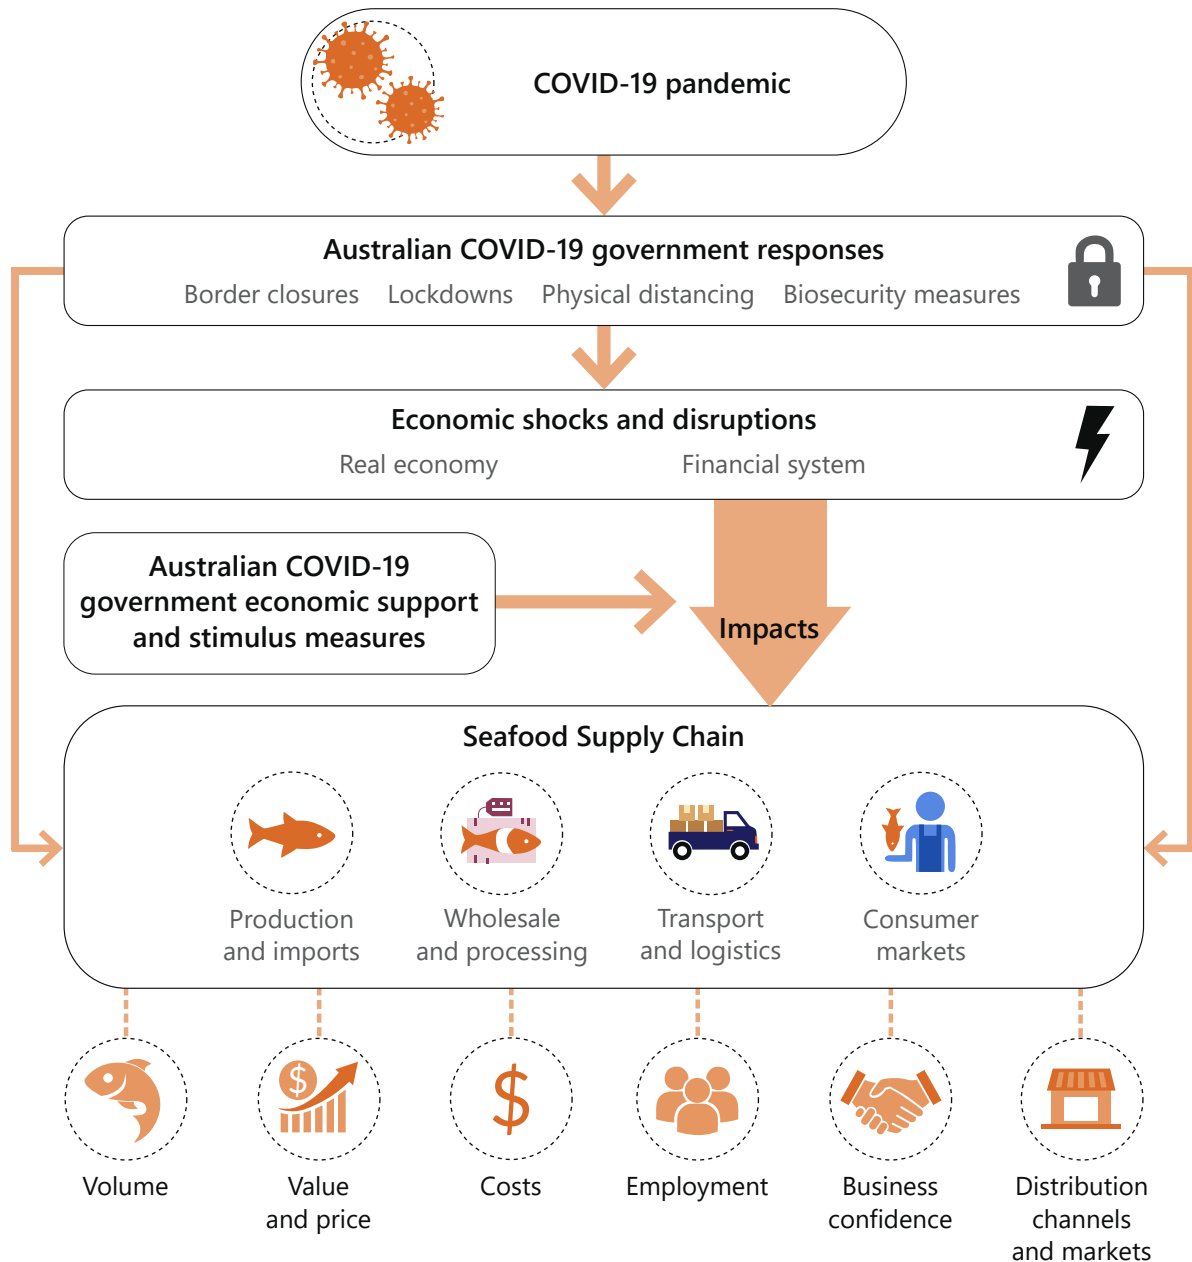 COVID-19 pandemic
Australian COVID-19 government responses
Border closures Lockdowns Physical distancing Biosecurity measures
Economic shocks and disruptions
Real economy Financial system
Australian COVID-19
government economic support
and stimulus measures
Impacts
Seafood Supply Chain
Production
and imports
Wholesale
and processing
Transport
and logistics
Consumer
markets
$
$
Volume
Value
and price
Costs
Employment
Business
confidence
Distribution
channels
and markets